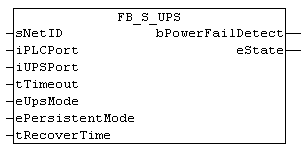 FB_S_UPS
sNetID bPowerFailDetect
iPLCPort eState
iUPSPort
tTimeout
eUpsMode
ePersistentMode
tRecoverTime